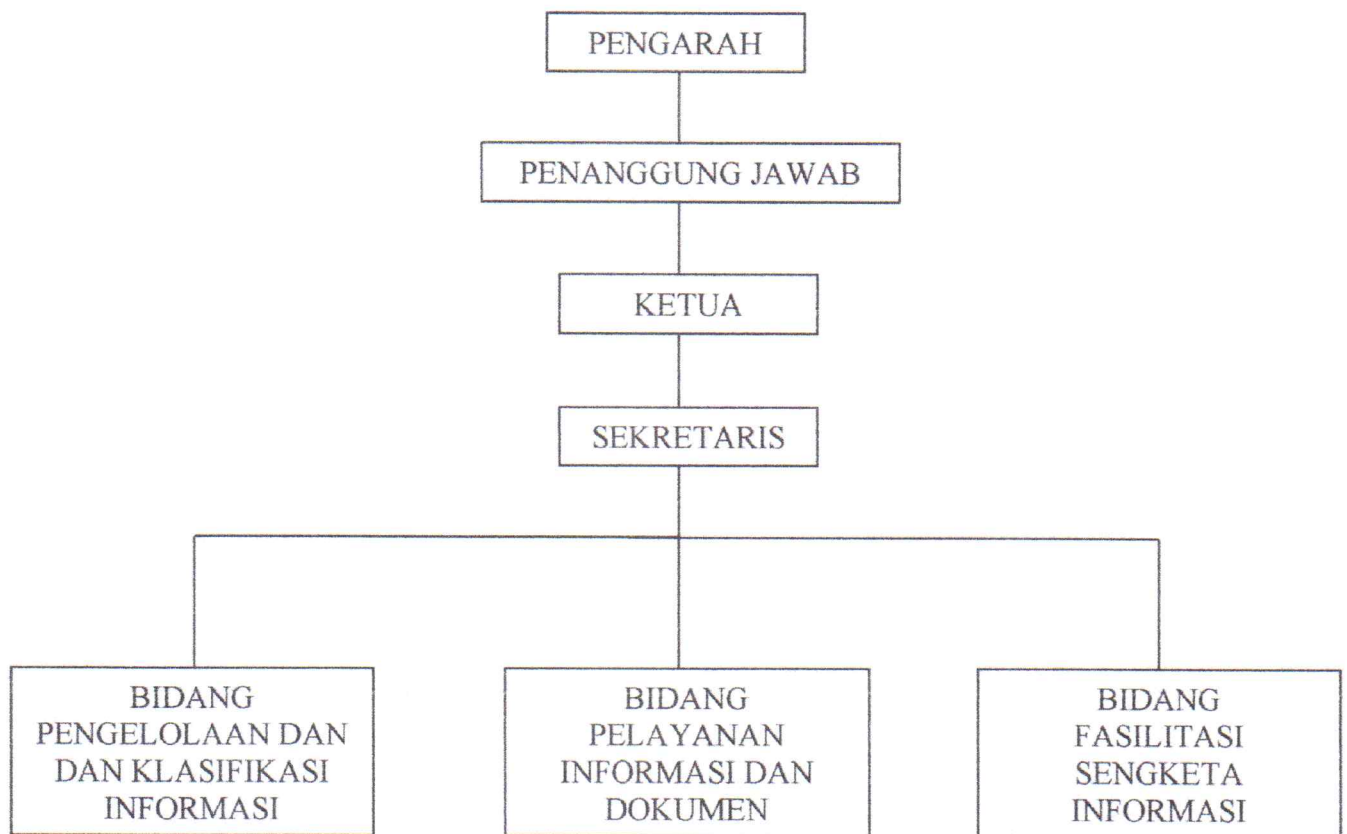 PENGARAH
PENANGGUNG JAWAB
KETUA
SEKRETARIS
BIDANG
PENGELOLAAN DAN
DAN KLASIFIKASI
INFORMASI
BIDANG
PELAYANAN
INFORMASI DAN
DOKUMEN
BIDANG
FASILITASI
SENGKETA
INFORMASI